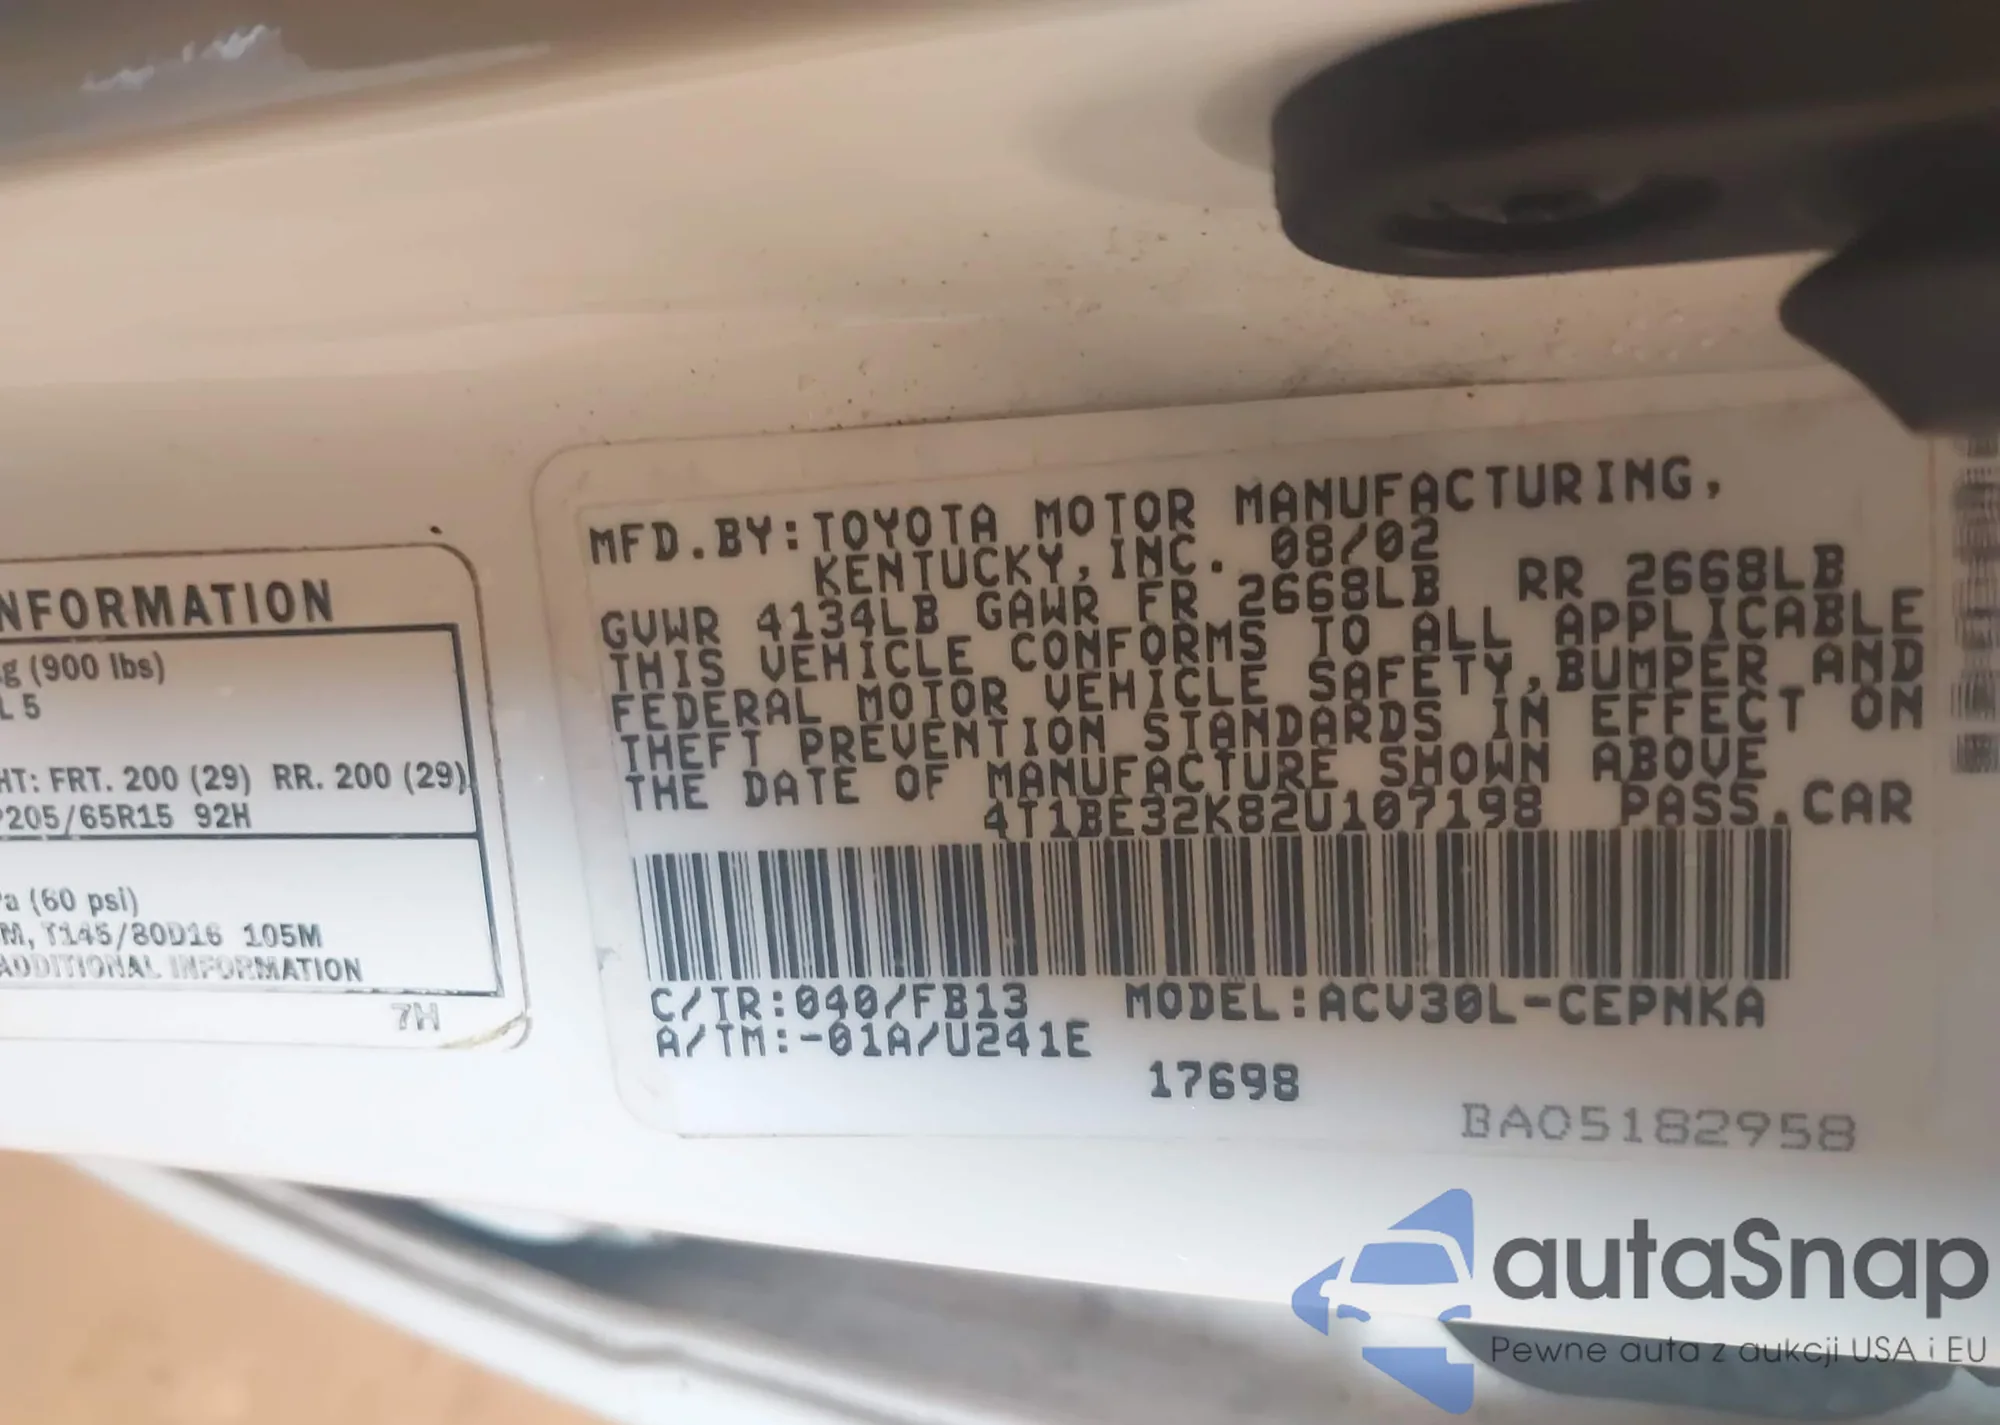 NFORMATION
g (900 lbs)
L 5
HT: FRT. 200 (29) RR. 200 (29)
P205/65R15 92H
a (60 psi)
M, T145/80D16 105M
ADDITIONAL INFORMATION
7H
MFD.BY:TOYOTA MOTOR MANUFACTURING,
KENTUCKY,INC. 08/02
GVWR 4134LB GAWR FR 2668LB RR 2668LB
THIS VEHICLE CONFORMS TO ALL APPLICABLE
FEDERAL MOTOR VEHICLE SAFETY,BUMPER AND
THEFT PREVENTION STANDARDS IN EFFECT ON
THE DATE OF MANUFACTURE SHOWN ABOVE
4T1BE32K82U107198 PASS.CAR
C/TR:040/FB13 MODEL:ACV30L-CEPNKA
A/TM:-01A/U241E
17698
BA05182958
autaSnap
Pewne auta z aukcji USA i EU